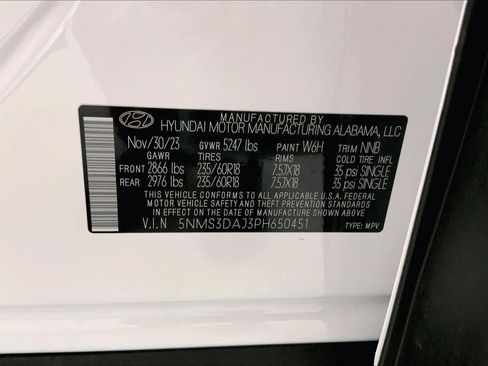 MANUFACTURED BY
HYUNDAI MOTOR MANUFACTURING ALABAMA, LLC
Nov/30/23 GVWR 5247 lbs PAINT W6H TRIM NNB
GAWR TIRES RIMS COLD TIRE INFL
FRONT 2866 lbs 235/60R18 7.5JX18 35 psi SINGLE
REAR 2976 lbs 235/60R18 7.5JX18 35 psi SINGLE
THIS VEHICLE CONFORMS TO ALL APPLICABLE U.S.A. FEDERAL
MOTOR VEHICLE SAFETY AND THEFT PREVENTION STANDARDS IN
EFFECT ON THE DATE OF MANUFACTURE SHOWN ABOVE.
V.I.N 5NMS3DAJ3PH650451 TYPE: MPV